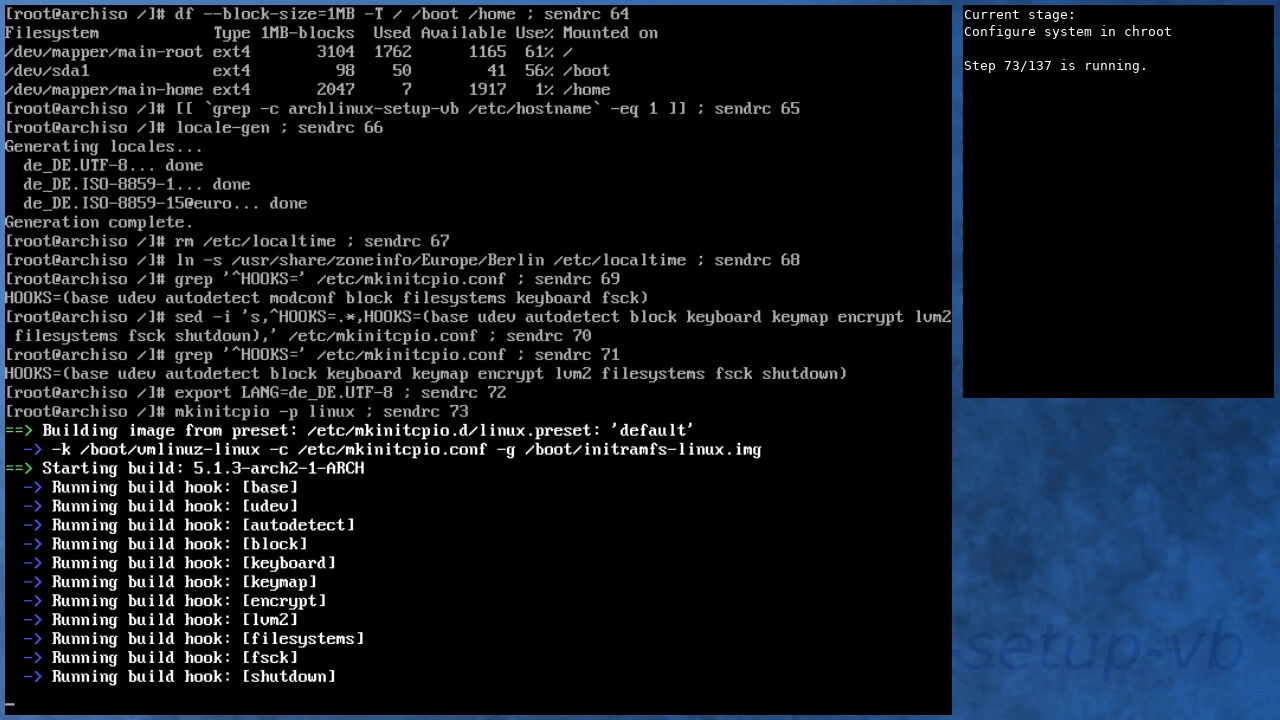 [root@archiso /]# df --block-size=1MB -T / /boot /home ; sendrc 64
Filesystem            Type 1MB-blocks  Used Available Use% Mounted on
/dev/mapper/main-root ext4       3104  1762      1165  61% /
/dev/sda1             ext4         98    50        41  56% /boot
/dev/mapper/main-home ext4       2047     7      1917   1% /home
[root@archiso /]# [[ `grep -c archlinux-setup-vb /etc/hostname` -eq 1 ]] ; sendrc 65
[root@archiso /]# locale-gen ; sendrc 66
Generating locales...
  de_DE.UTF-8... done
  de_DE.ISO-8859-1... done
  de_DE.ISO-8859-15@euro... done
Generation complete.
[root@archiso /]# rm /etc/localtime ; sendrc 67
[root@archiso /]# ln -s /usr/share/zoneinfo/Europe/Berlin /etc/localtime ; sendrc 68
[root@archiso /]# grep '^HOOKS=' /etc/mkinitcpio.conf ; sendrc 69
HOOKS=(base udev autodetect modconf block filesystems keyboard fsck)
[root@archiso /]# sed -i 's,^HOOKS=.*,HOOKS=(base udev autodetect block keyboard keymap encrypt lvm2
 filesystems fsck shutdown),' /etc/mkinitcpio.conf ; sendrc 70
[root@archiso /]# grep '^HOOKS=' /etc/mkinitcpio.conf ; sendrc 71
HOOKS=(base udev autodetect block keyboard keymap encrypt lvm2 filesystems fsck shutdown)
[root@archiso /]# export LANG=de_DE.UTF-8 ; sendrc 72
[root@archiso /]# mkinitcpio -p linux ; sendrc 73
==> Building image from preset: /etc/mkinitcpio.d/linux.preset: 'default'
  -> -k /boot/vmlinuz-linux -c /etc/mkinitcpio.conf -g /boot/initramfs-linux.img
==> Starting build: 5.1.3-arch2-1-ARCH
  -> Running build hook: [base]
  -> Running build hook: [udev]
  -> Running build hook: [autodetect]
  -> Running build hook: [block]
  -> Running build hook: [keyboard]
  -> Running build hook: [keymap]
  -> Running build hook: [encrypt]
  -> Running build hook: [lvm2]
  -> Running build hook: [filesystems]
  -> Running build hook: [fsck]
  -> Running build hook: [shutdown]
Current stage:
Configure system in chroot
Step 73/137 is running.
-setup-vb